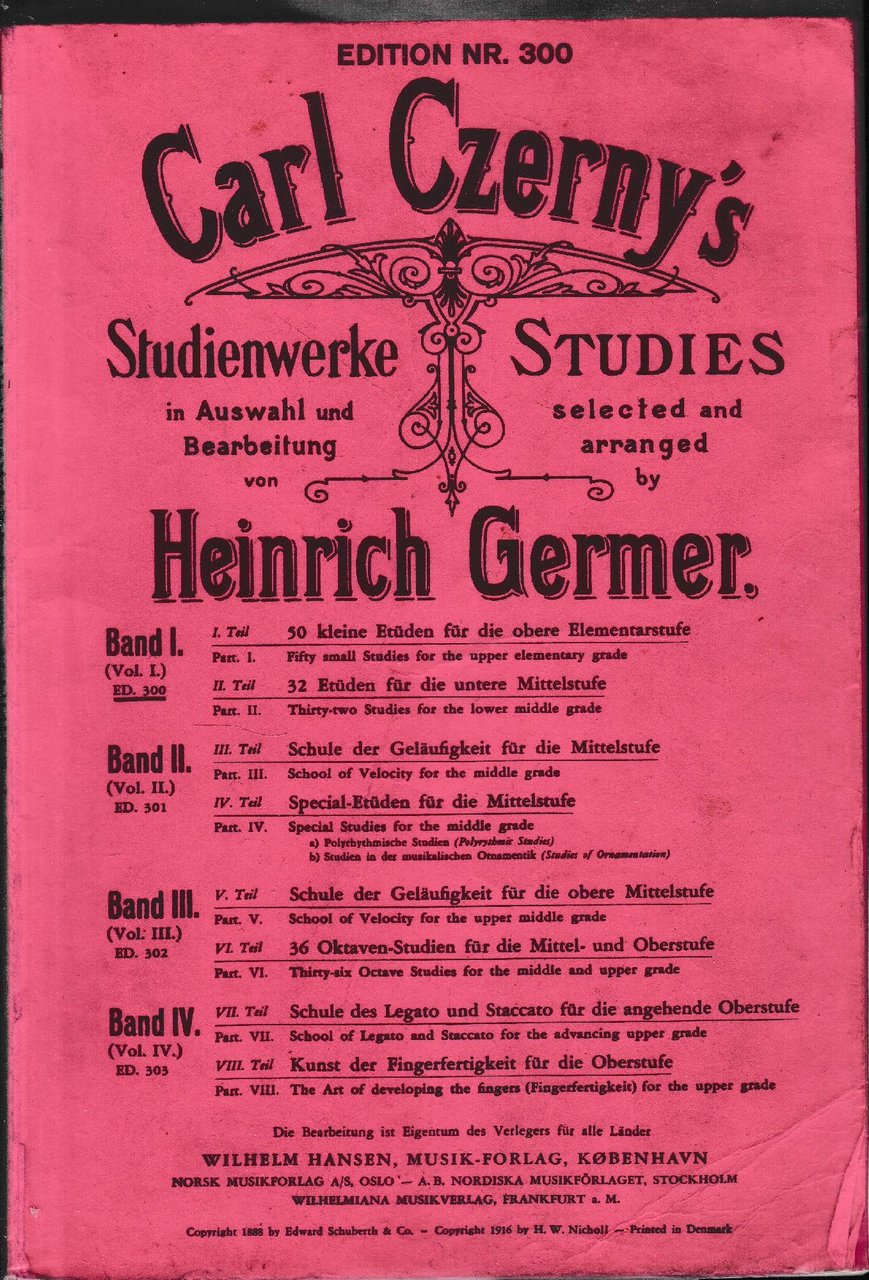 EDITION NR. 300
Carl Czerny's
Studienwerke
in Auswahl und
Bearbeitung
von
STUDIES
selected and
arranged
by
Heinrich Germer.
Band I.
(Vol. I.)
ED. 300
I. Teil 50 kleine Etüden für die obere Elementarstufe
Part. I. Fifty small Studies for the upper elementary grade
II. Teil 32 Etüden für die untere Mittelstufe
Part. II. Thirty-two Studies for the lower middle grade
Band II.
(Vol. II.)
ED. 301
III. Teil Schule der Geläufigkeit für die Mittelstufe
Part. III. School of Velocity for the middle grade
IV. Teil Special-Etüden für die Mittelstufe
Part. IV. Special Studies for the middle grade
a) Polyrhythmische Studien (Polyrythmic Studies)
b) Studien in der musikalischen Ornamentik (Studies of Ornamentation)
Band III.
(Vol. III.)
ED. 302
V. Teil Schule der Geläufigkeit für die obere Mittelstufe
Part. V. School of Velocity for the upper middle grade
VI. Teil 36 Oktaven-Studien für die Mittel- und Oberstufe
Part. VI. Thirty-six Octave Studies for the middle and upper grade
Band IV.
(Vol. IV.)
ED. 303
VII. Teil Schule des Legato und Staccato für die angehende Oberstufe
Part. VII. School of Legato and Staccato for the advancing upper grade
VIII. Teil Kunst der Fingerfertigkeit für die Oberstufe
Part. VIII. The Art of developing the fingers (Fingerfertigkeit) for the upper grade
Die Bearbeitung ist Eigentum des Verlegers für alle Länder
WILHELM HANSEN, MUSIK-FORLAG, KØBENHAVN
NORSK MUSIKFORLAG A/S, OSLO — A. B. NORDISKA MUSIKFÖRLAGET, STOCKHOLM
WILHELMIANA MUSIKVERLAG, FRANKFURT a. M.
Copyright 1888 by Edward Schuberth & Co. – Copyright 1916 by H. W. Nicholl — Printed in Denmark